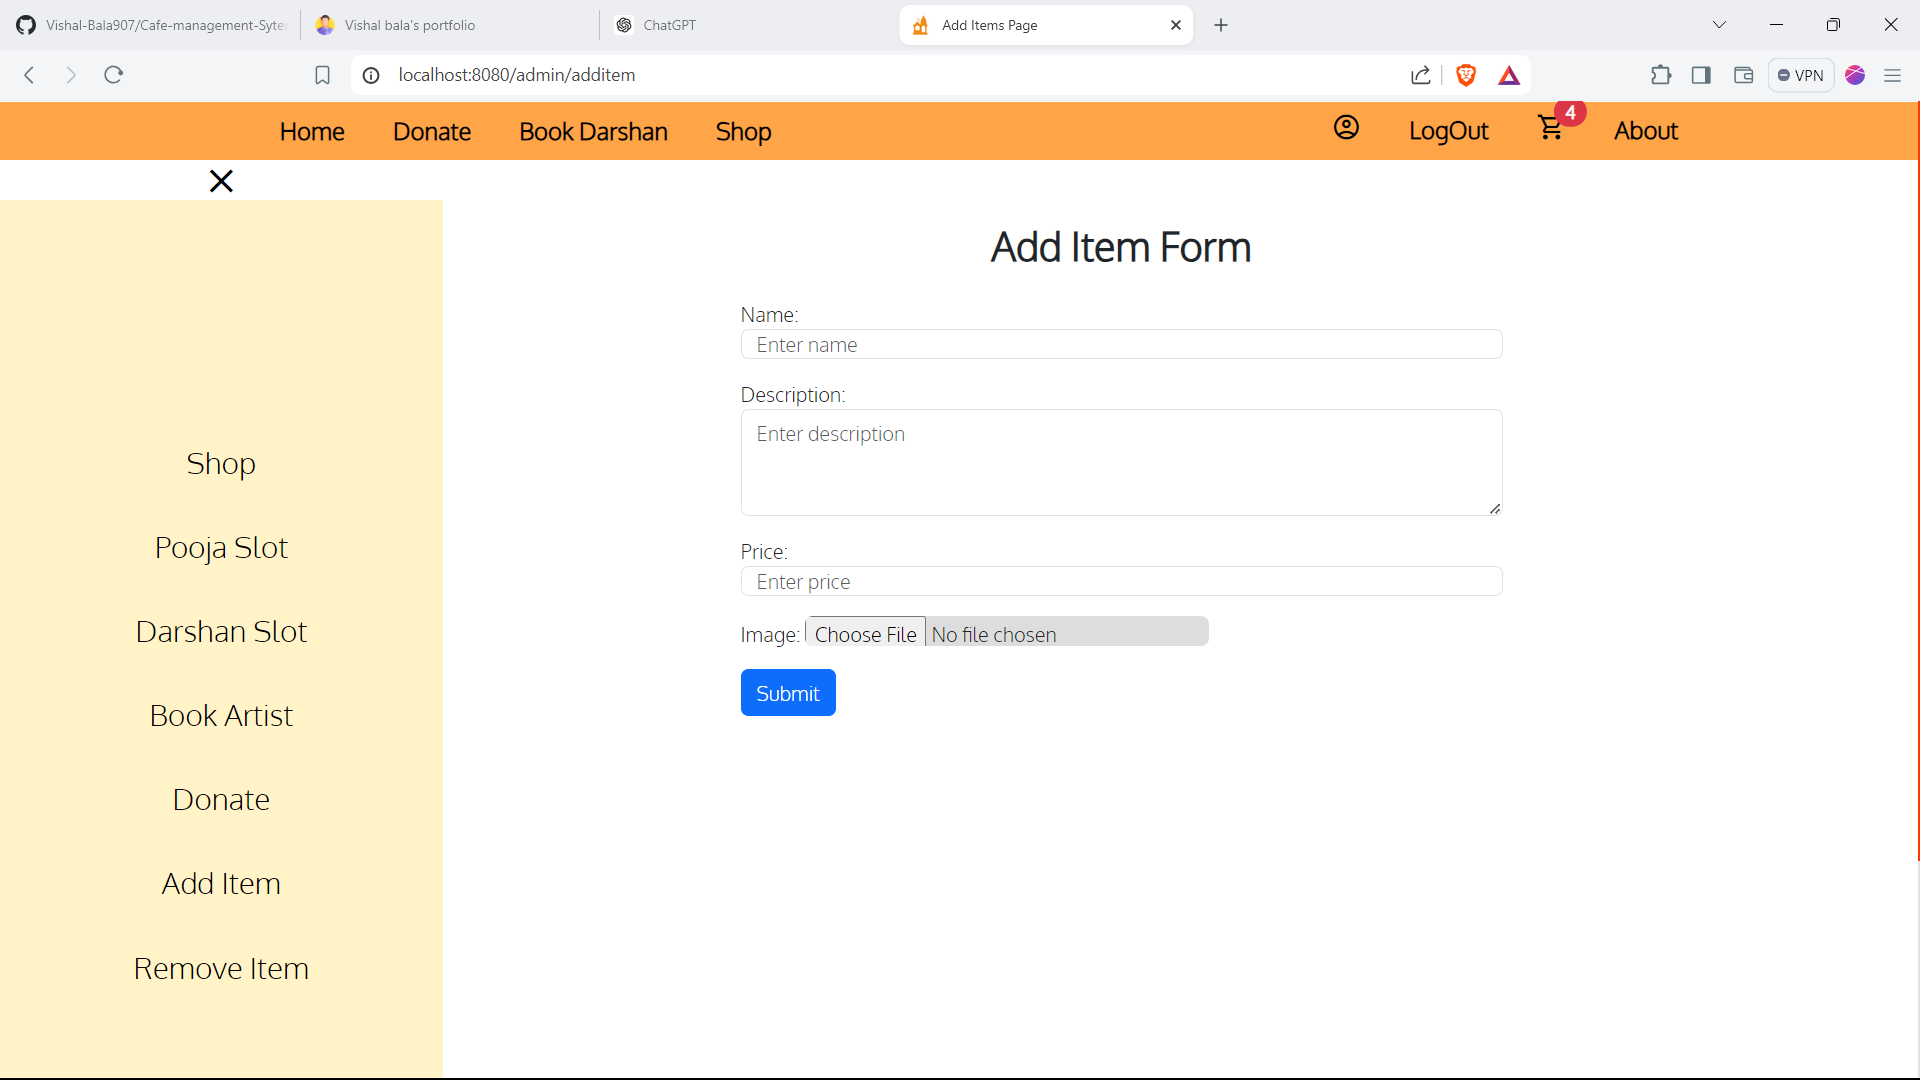 Vishal-Bala907/Cafe-management-Syte
Vishal bala's portfolio
ChatGPT
Add Items Page
localhost:8080/admin/additem
VPN
Home Donate Book Darshan Shop LogOut 4 About
Add Item Form
Name:
Enter name
Description:
Enter description
Price:
Enter price
Image: Choose File No file chosen
Submit
Shop
Pooja Slot
Darshan Slot
Book Artist
Donate
Add Item
Remove Item